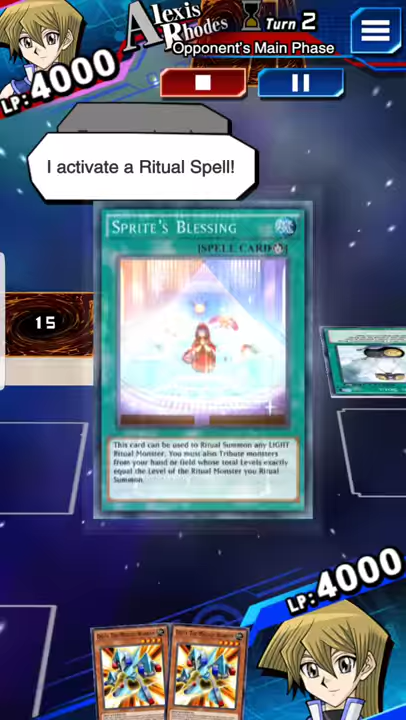 Alexis
Rhodes
Turn 2
Opponent's Main Phase
LP: 4000
I activate a Ritual Spell!
SPRITE'S BLESSING
[SPELL CARD]
15
This card can be used to Ritual Summon any LIGHT
Ritual Monster. You must also Tribute monsters
from your hand or field whose total Levels exactly
equal the Level of the Ritual Monster you Ritual
Summon.
LP: 4000